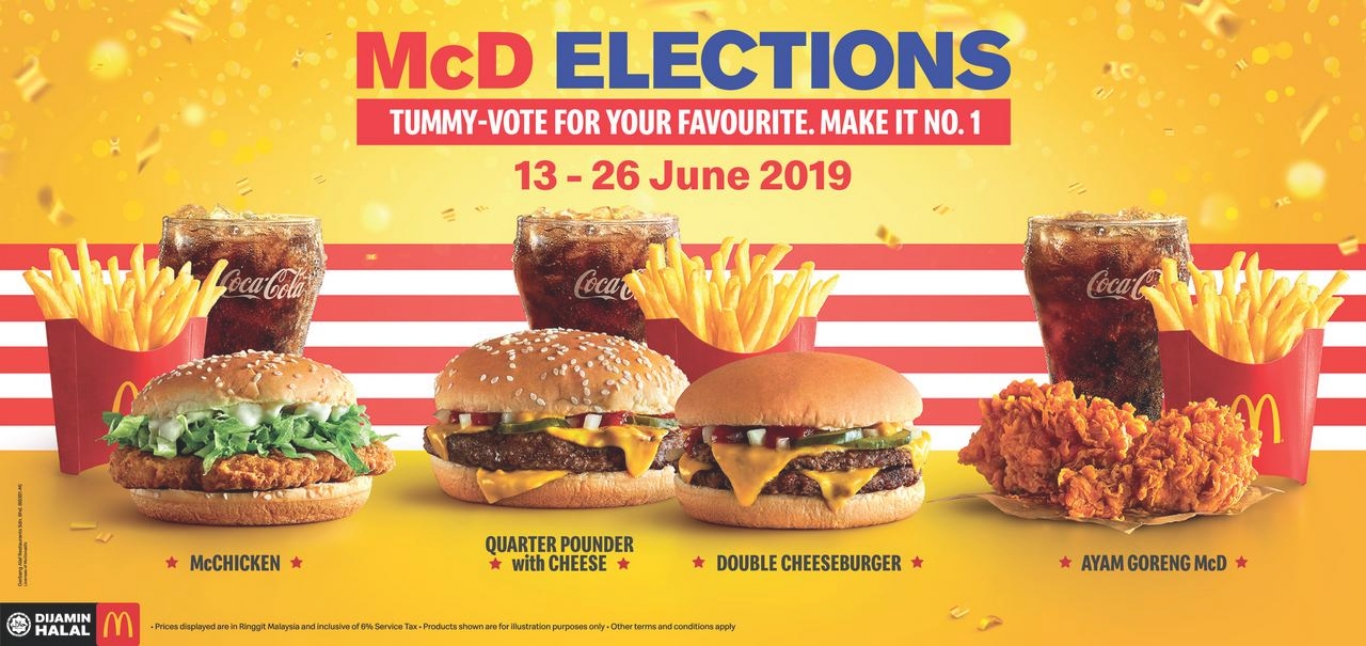 McD ELECTIONS
TUMMY-VOTE FOR YOUR FAVOURITE. MAKE IT NO. 1
13 - 26 June 2019
Coca-Cola
Coca
Coca-C
★ McCHICKEN ★
QUARTER POUNDER
★ with CHEESE ★
★ DOUBLE CHEESEBURGER ★
★ AYAM GORENG McD ★
DIJAMIN
HALAL
• Prices displayed are in Ringgit Malaysia and inclusive of 6% Service Tax • Products shown are for illustration purposes only • Other terms and conditions apply